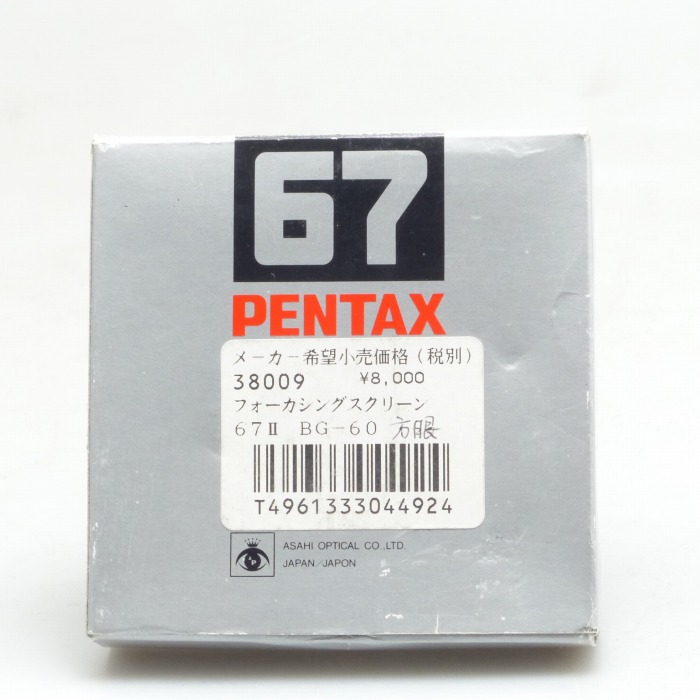 67
PENTAX
メーカー希望小売価格(税別)
38009 ¥8,000
フォーカシングスクリーン
67Ⅱ BG-60 方眼
T4961333044924
ASAHI OPTICAL CO.,LTD.
JAPAN/JAPON